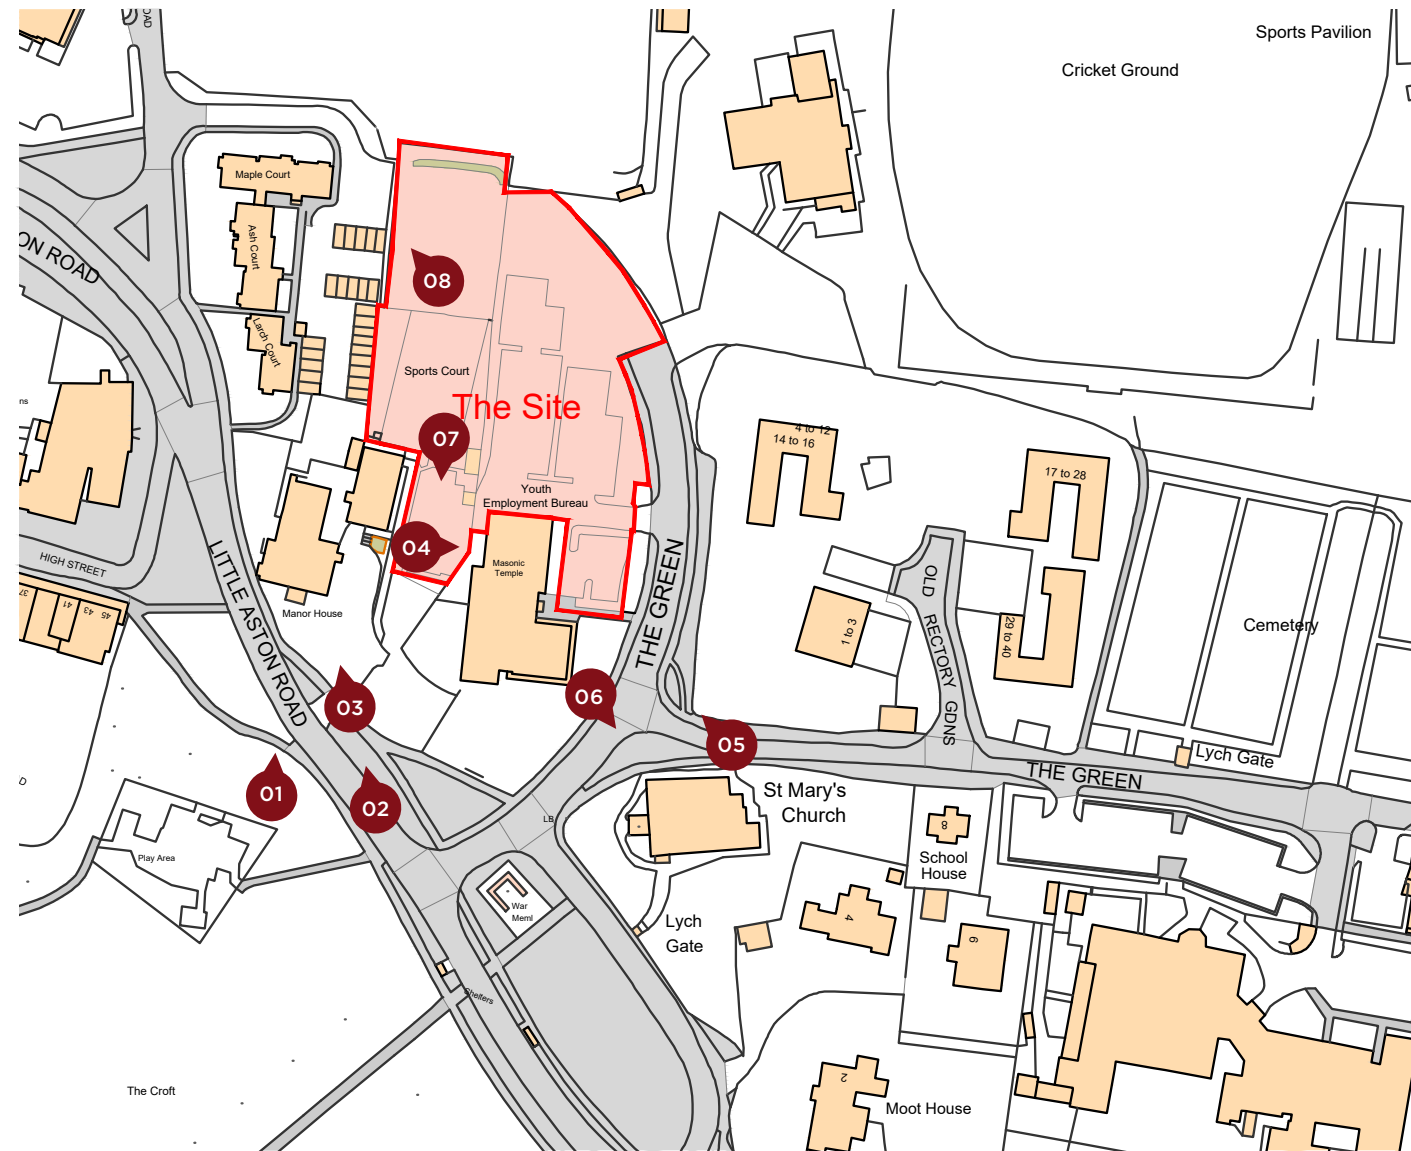 Sports Pavilion
Cricket Ground
OAD
Maple Court
Ash Court
ON ROAD
Larch Court
08
Sports Court
The Site
07
4 to 12
14 to 16
17 to 28
Youth
Employment Bureau
04
Masonic
Temple
HIGH STREET
LITTLE ASTON ROAD
THE GREEN
OLD RECTORY GDNS
ns
37
41
43
45
Manor House
1 to 3
29 to 40
Cemetery
06
03
05
Lych Gate
THE GREEN
01
02
St Mary's
Church
LB
8
School
House
Play Area
D
War
Meml
Lych
Gate
4
6
Shelters
The Croft
2
Moot House